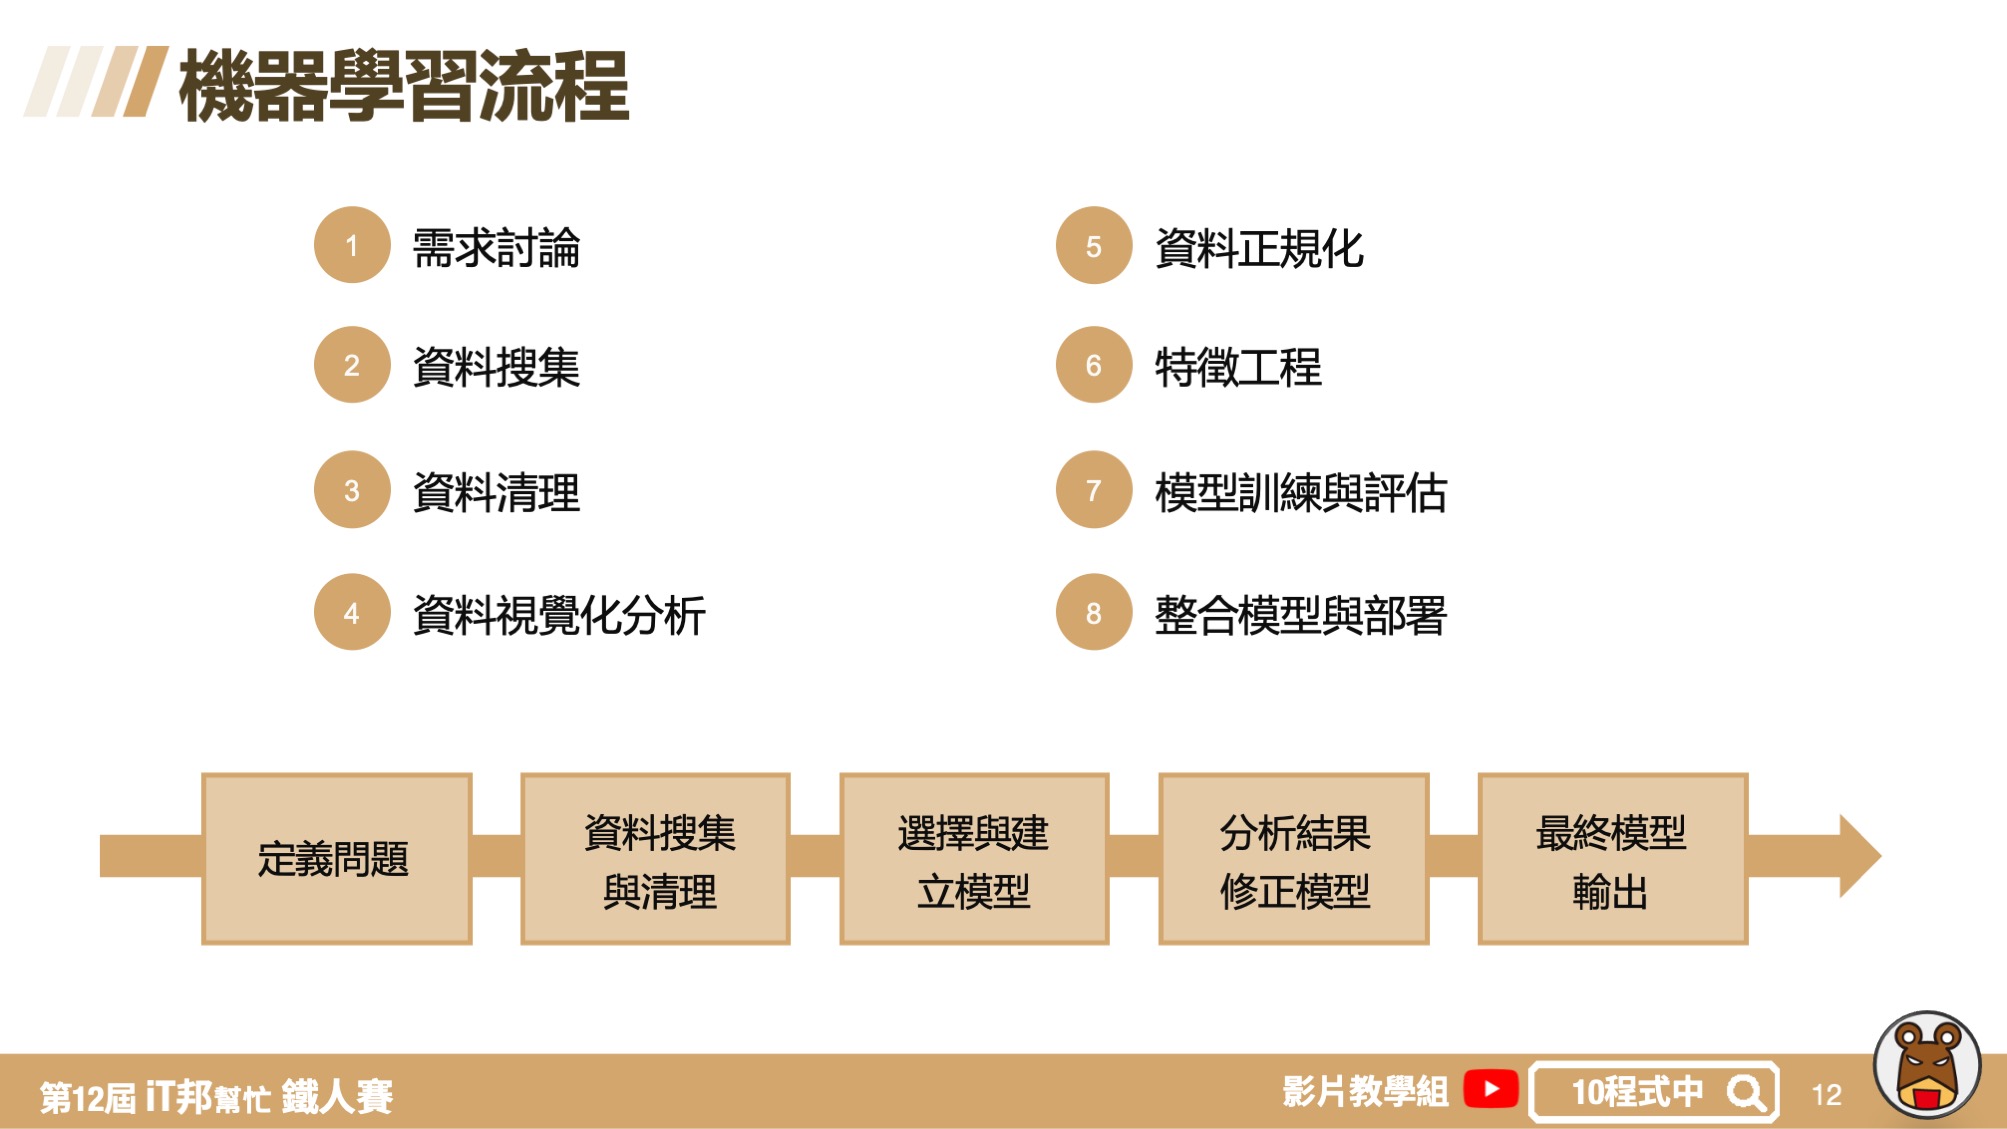 機器學習流程
1 需求討論
2 資料搜集
3 資料清理
4 資料視覺化分析
5 資料正規化
6 特徵工程
7 模型訓練與評估
8 整合模型與部署
定義問題
資料搜集
與清理
選擇與建
立模型
分析結果
修正模型
最終模型
輸出
第12屆 iT邦幫忙 鐵人賽
影片教學組 10程式中 12